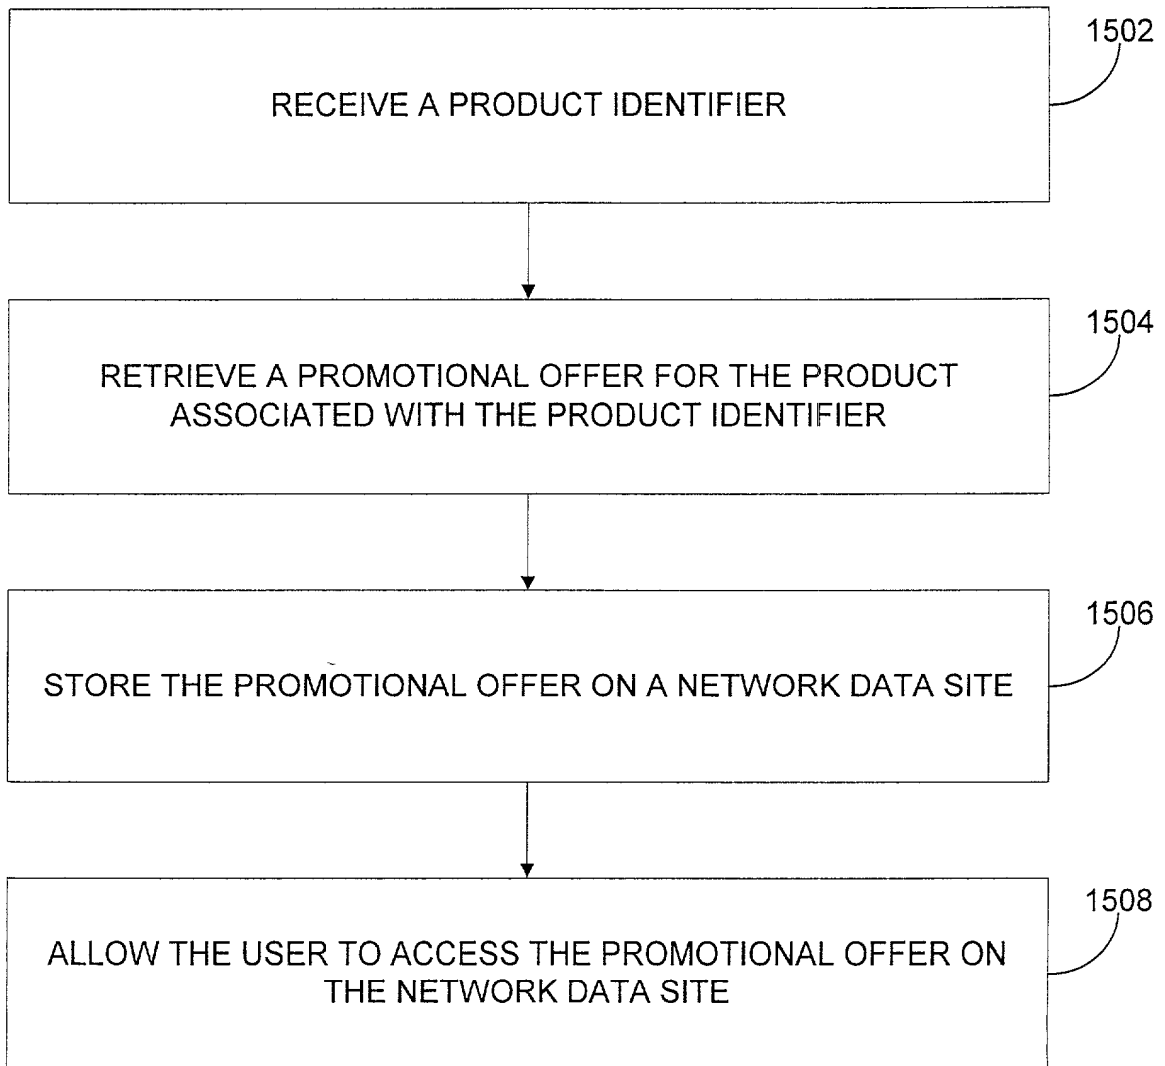 1502
RECEIVE A PRODUCT IDENTIFIER
1504
RETRIEVE A PROMOTIONAL OFFER FOR THE PRODUCT
ASSOCIATED WITH THE PRODUCT IDENTIFIER
1506
STORE THE PROMOTIONAL OFFER ON A NETWORK DATA SITE
1508
ALLOW THE USER TO ACCESS THE PROMOTIONAL OFFER ON
THE NETWORK DATA SITE